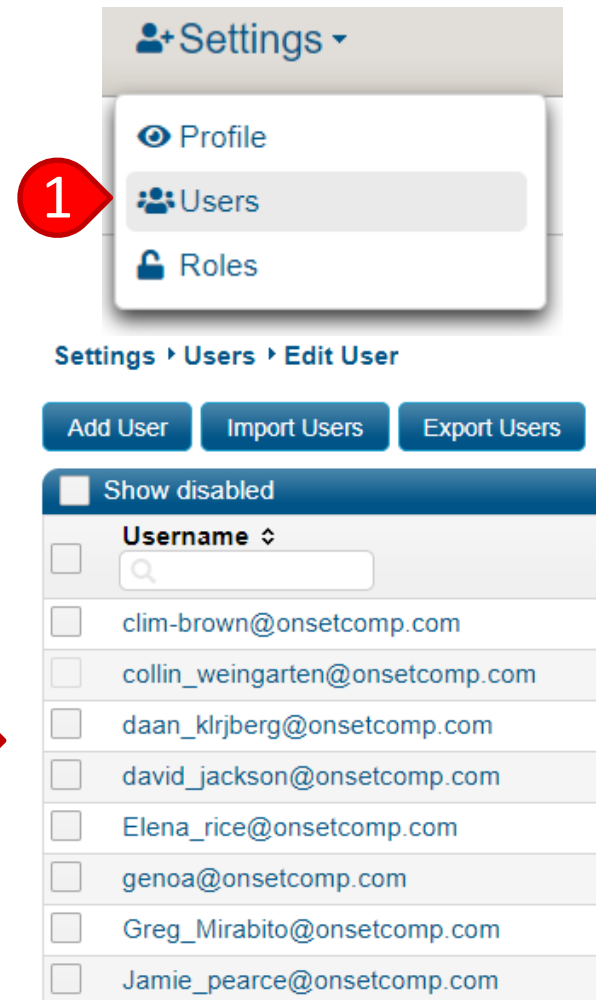 Settings
Profile
1
Users
Roles
Settings Users Edit User
Add User Import Users Export Users
Show disabled
Username
clim-brown@onsetcomp.com
collin_weingarten@onsetcomp.com
daan_klrjberg@onsetcomp.com
david_jackson@onsetcomp.com
Elena_rice@onsetcomp.com
genoa@onsetcomp.com
Greg_Mirabito@onsetcomp.com
Jamie_pearce@onsetcomp.com